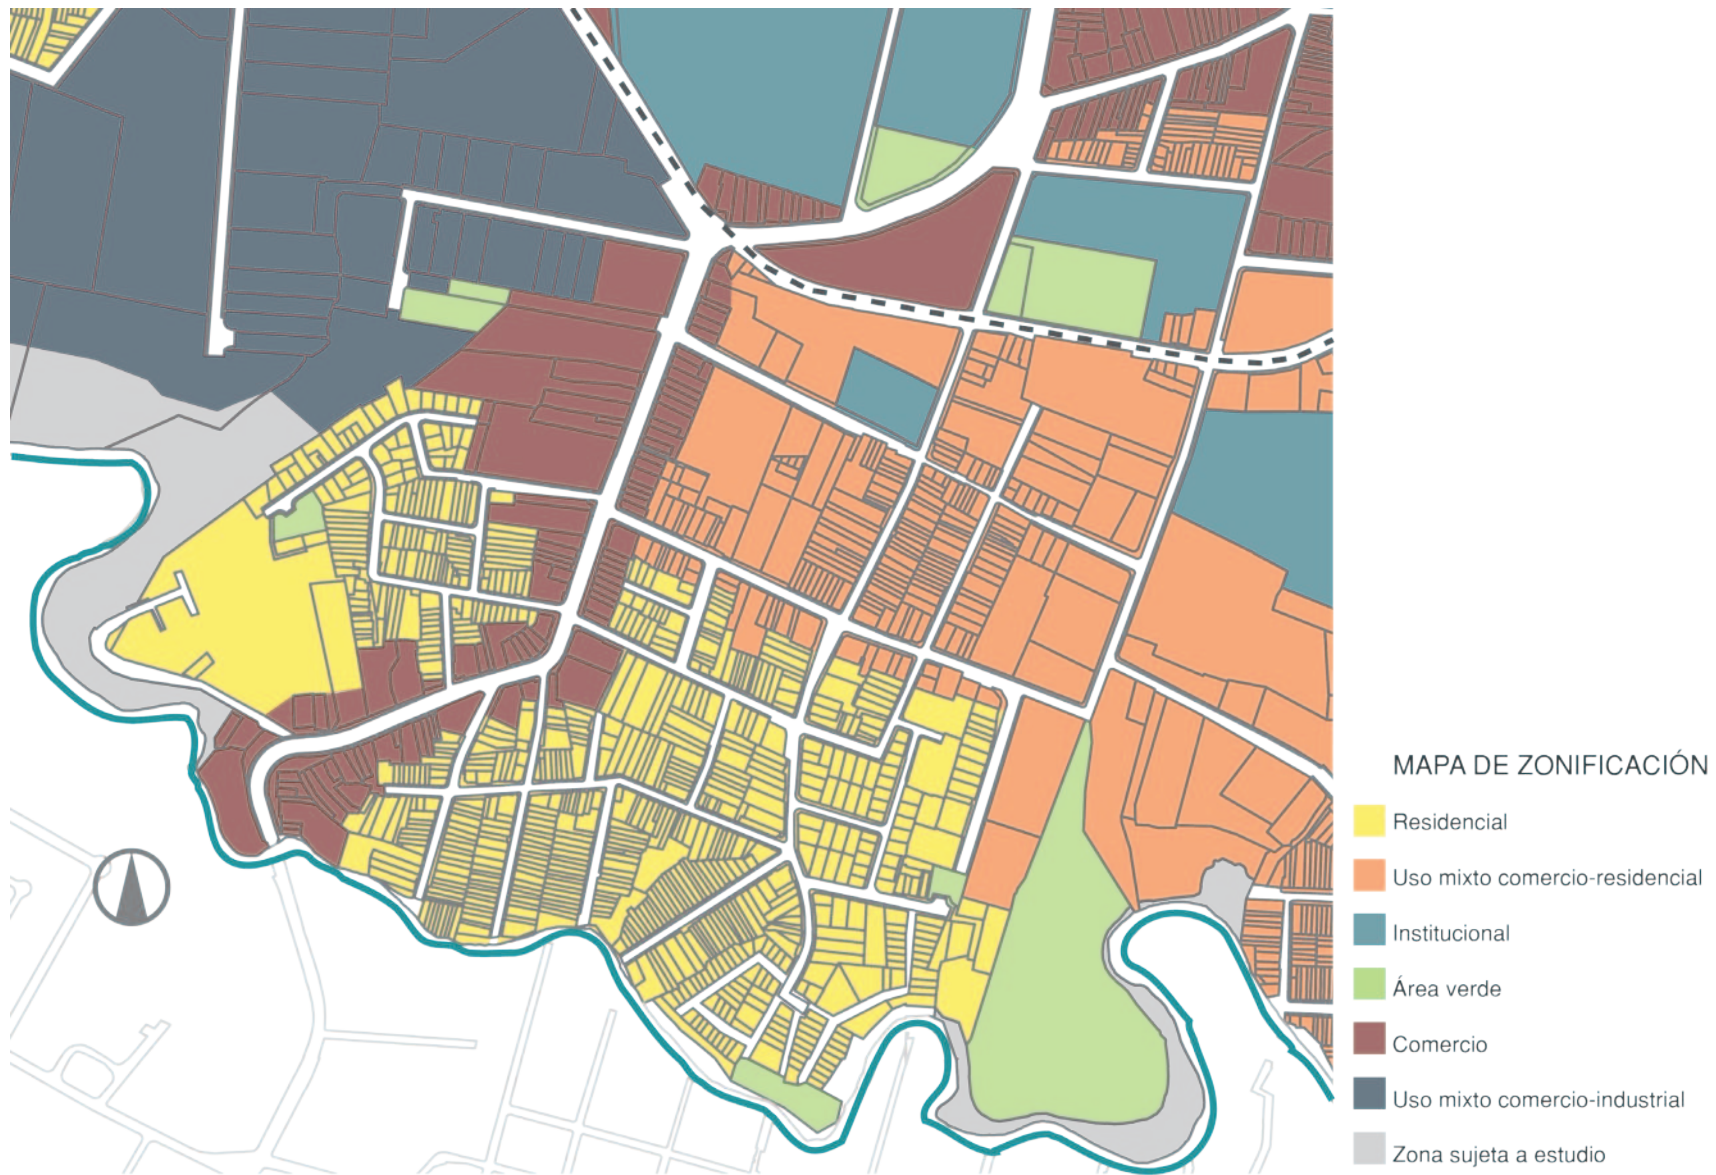 MAPA DE ZONIFICACIÓN
Residencial
Uso mixto comercio-residencial
Institucional
Área verde
Comercio
Uso mixto comercio-industrial
Zona sujeta a estudio